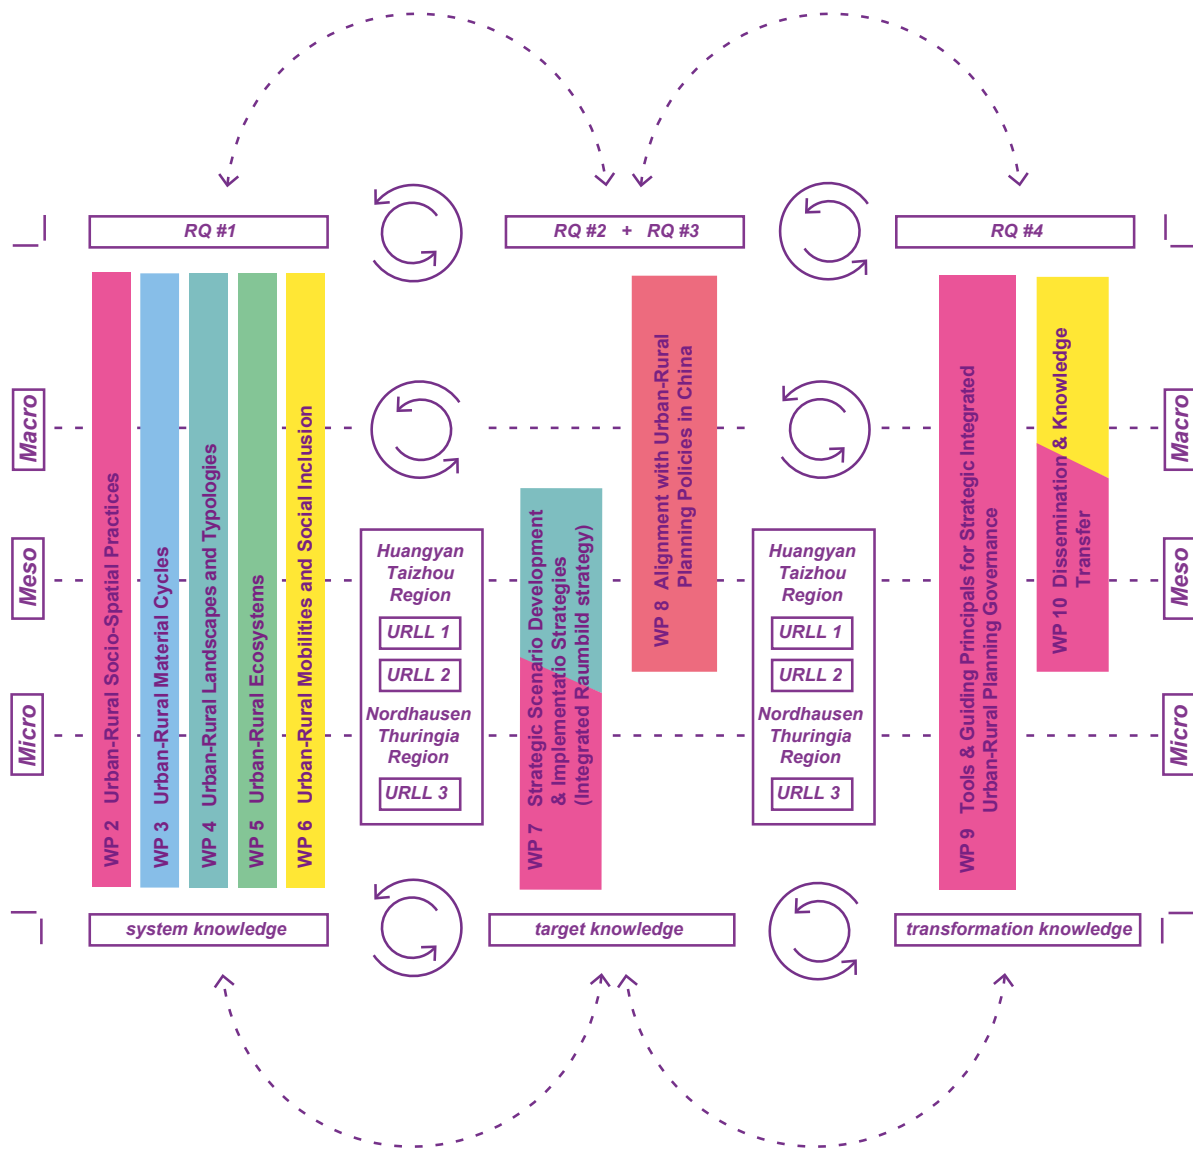 RQ #1
RQ #2 + RQ #3
RQ #4
Macro
Meso
Micro
WP 2 Urban-Rural Socio-Spatial Practices
WP 3 Urban-Rural Material Cycles
WP 4 Urban-Rural Landscapes and Typologies
WP 5 Urban-Rural Ecosystems
WP 6 Urban-Rural Mobilities and Social Inclusion
Huangyan
Taizhou
Region
URLL 1
URLL 2
Nordhausen
Thuringia
Region
URLL 3
WP 7 Strategic Scenario Development
& Implementatio Strategies
(Integrated Raumbild strategy)
WP 8 Alignment with Urban-Rural
Planning Policies in China
Huangyan
Taizhou
Region
URLL 1
URLL 2
Nordhausen
Thuringia
Region
URLL 3
WP 9 Tools & Guiding Principals for Strategic Integrated
Urban-Rural Planning Governance
WP 10 Dissemination & Knowledge
Transfer
Macro
Meso
Micro
system knowledge
target knowledge
transformation knowledge